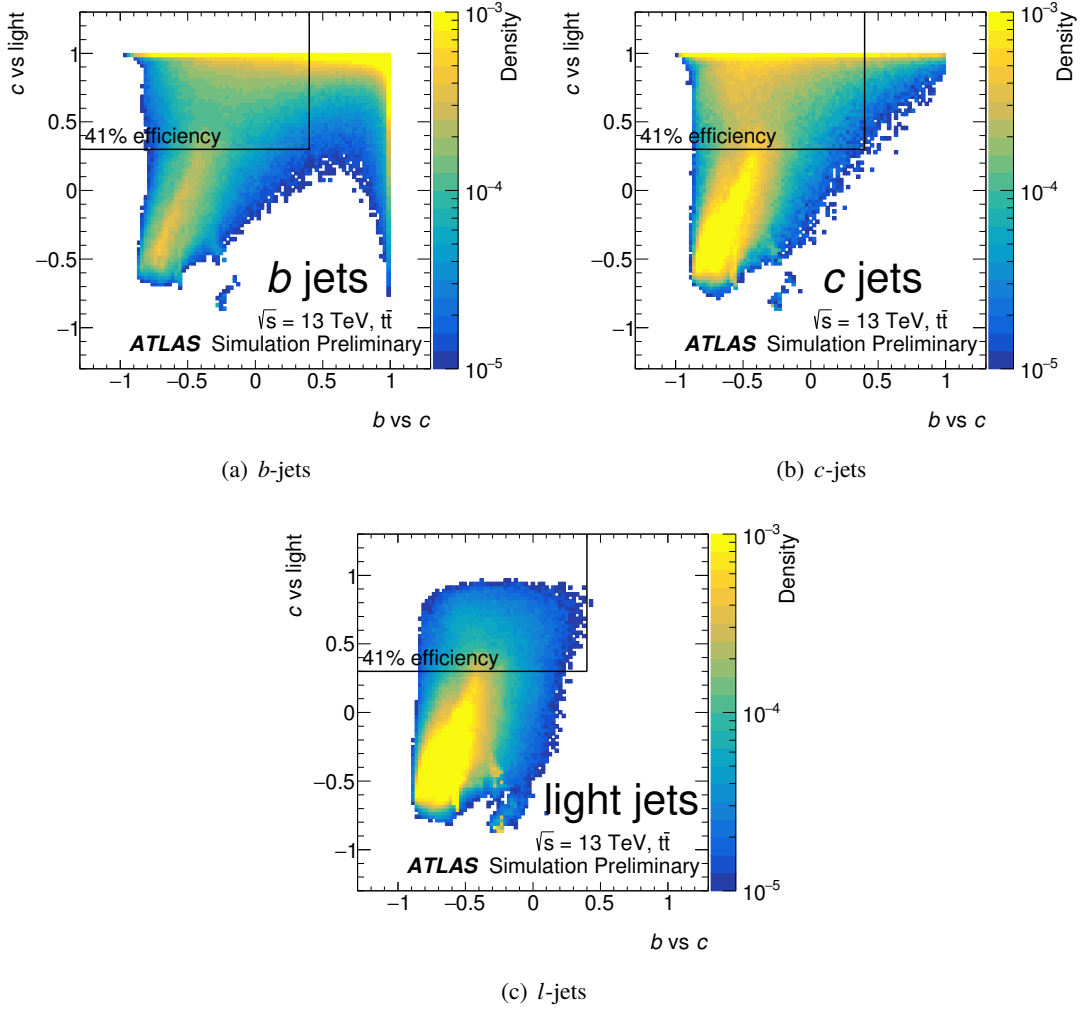 c vs light
1
0.5
0
−0.5
−1
41% efficiency
b jets
√s = 13 TeV, tt̄
ATLAS Simulation Preliminary
−1 −0.5 0 0.5 1
b vs c
10⁻³
Density
10⁻⁴
10⁻⁵
(a) b-jets
c vs light
1
0.5
0
−0.5
−1
41% efficiency
c jets
√s = 13 TeV, tt̄
ATLAS Simulation Preliminary
−1 −0.5 0 0.5 1
b vs c
10⁻³
Density
10⁻⁴
10⁻⁵
(b) c-jets
c vs light
1
0.5
0
−0.5
−1
41% efficiency
light jets
√s = 13 TeV, tt̄
ATLAS Simulation Preliminary
−1 −0.5 0 0.5 1
b vs c
10⁻³
Density
10⁻⁴
10⁻⁵
(c) l-jets